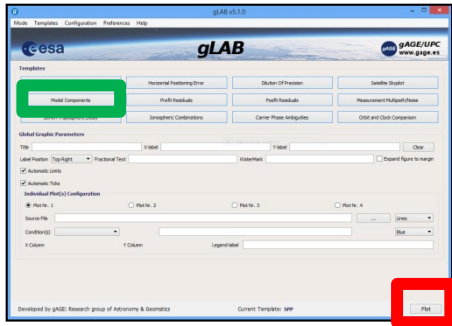 gLAB v5.1.0
Mode Templates Configuration Preferences Help
esa
gLAB
gAGE gAGE/UPC
www.gage.es
Templates
Horizontal Positioning Error Dilution Of Precision Satellite Skyplot
Model Components Prefit Residuals Postfit Residuals Measurement Multipath/Noise
Ionospheric Combinations Carrier Phase Ambiguities Orbit and Clock Comparison
Global Graphic Parameters
Title X-label Y-label Clear
Label Position Top Right Fractional Text WaterMark Expand figure to margin
Automatic Limits
Automatic Ticks
Individual Plot(s) Configuration
Plot Nr. 1 Plot Nr. 2 Plot Nr. 3 Plot Nr. 4
Source File ... Lines
Condition(s) Blue
X Column Y Column Legend-label
Developed by gAGE: Research group of Astronomy & Geomatics Current Template: NPP Plot